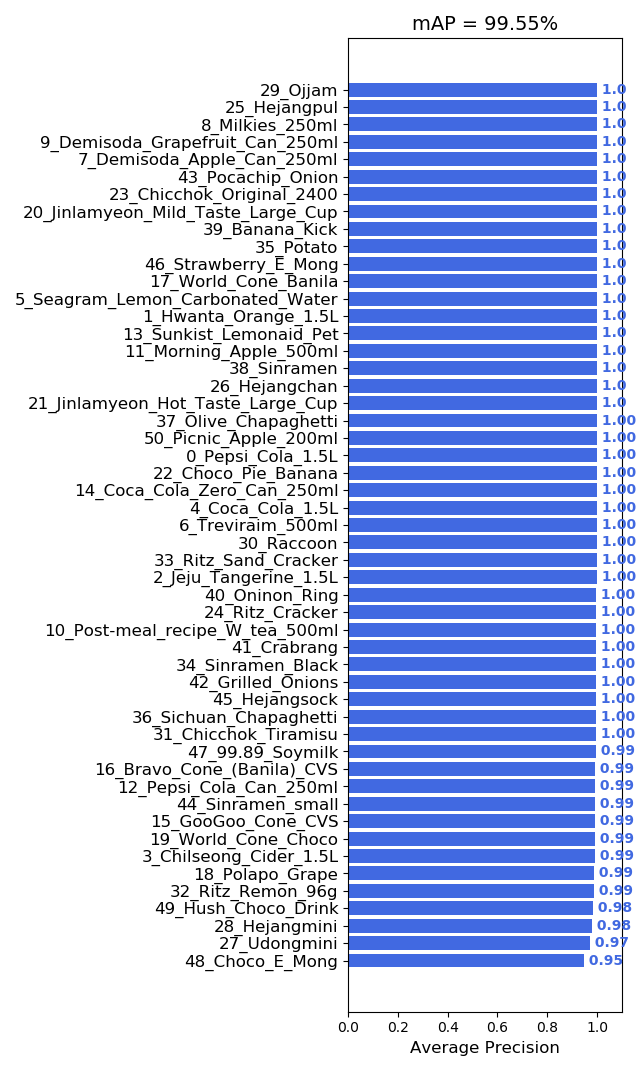 mAP = 99.55%
29_Ojjam 1.0
25_Hejangpul 1.0
8_Milkies_250ml 1.0
9_Demisoda_Grapefruit_Can_250ml 1.0
7_Demisoda_Apple_Can_250ml 1.0
43_Pocachip_Onion 1.0
23_Chicchok_Original_2400 1.0
20_Jinlamyeon_Mild_Taste_Large_Cup 1.0
39_Banana_Kick 1.0
35_Potato 1.0
46_Strawberry_E_Mong 1.0
17_World_Cone_Banila 1.0
5_Seagram_Lemon_Carbonated_Water 1.0
1_Hwanta_Orange_1.5L 1.0
13_Sunkist_Lemonaid_Pet 1.0
11_Morning_Apple_500ml 1.0
38_Sinramen 1.0
26_Hejangchan 1.0
21_Jinlamyeon_Hot_Taste_Large_Cup 1.0
37_Olive_Chapaghetti 1.00
50_Picnic_Apple_200ml 1.00
0_Pepsi_Cola_1.5L 1.00
22_Choco_Pie_Banana 1.00
14_Coca_Cola_Zero_Can_250ml 1.00
4_Coca_Cola_1.5L 1.00
6_Treviraim_500ml 1.00
30_Raccoon 1.00
33_Ritz_Sand_Cracker 1.00
2_Jeju_Tangerine_1.5L 1.00
40_Oninon_Ring 1.00
24_Ritz_Cracker 1.00
10_Post-meal_recipe_W_tea_500ml 1.00
41_Crabrang 1.00
34_Sinramen_Black 1.00
42_Grilled_Onions 1.00
45_Hejangsock 1.00
36_Sichuan_Chapaghetti 1.00
31_Chicchok_Tiramisu 1.00
47_99.89_Soymilk 0.99
16_Bravo_Cone_(Banila)_CVS 0.99
12_Pepsi_Cola_Can_250ml 0.99
44_Sinramen_small 0.99
15_GooGoo_Cone_CVS 0.99
19_World_Cone_Choco 0.99
3_Chilseong_Cider_1.5L 0.99
18_Polapo_Grape 0.99
32_Ritz_Remon_96g 0.99
49_Hush_Choco_Drink 0.98
28_Hejangmini 0.98
27_Udongmini 0.97
48_Choco_E_Mong 0.95
0.0 0.2 0.4 0.6 0.8 1.0
Average Precision